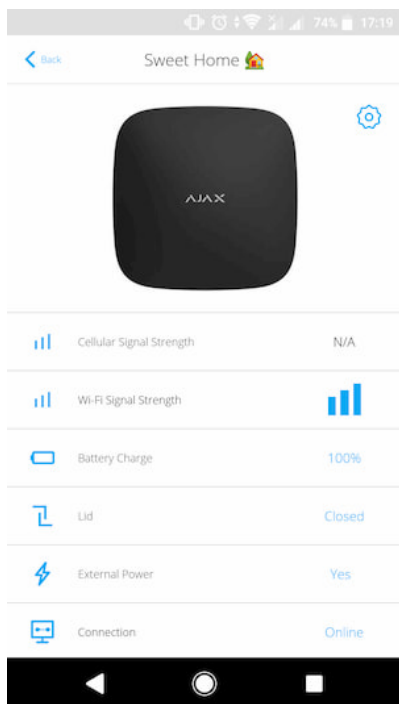 74% 17:19
Back Sweet Home 🏡
AJAX
Cellular Signal Strength N/A
Wi-Fi Signal Strength
Battery Charge 100%
Lid Closed
External Power Yes
Connection Online